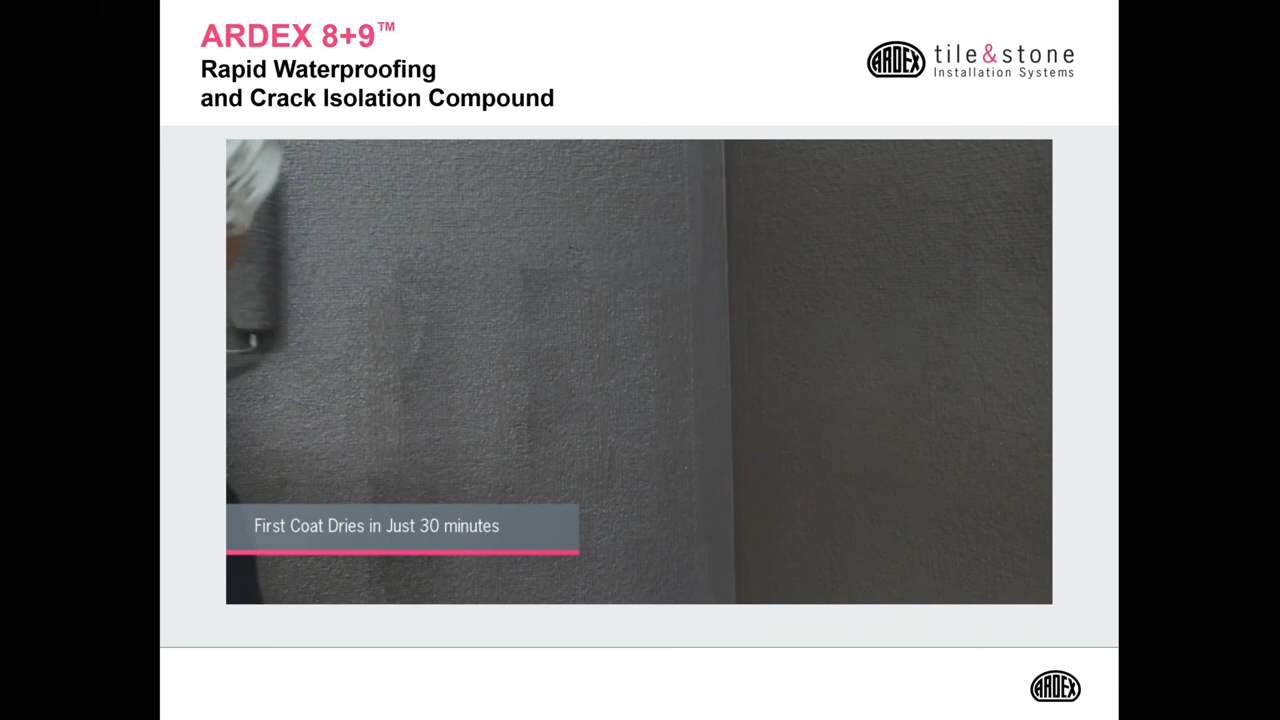 ARDEX 8+9™
Rapid Waterproofing
and Crack Isolation Compound
ARDEX
tile&stone
Installation Systems
First Coat Dries in Just 30 minutes
ARDEX